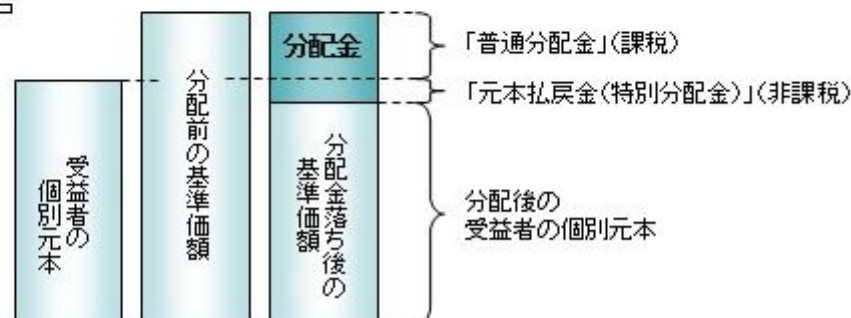 分配金
「普通分配金」(課税)
「元本払戻金(特別分配金)」(非課税)
受益者の
個別元本
分配前の基準価額
分配金落ち後の
基準価額
分配後の
受益者の個別元本